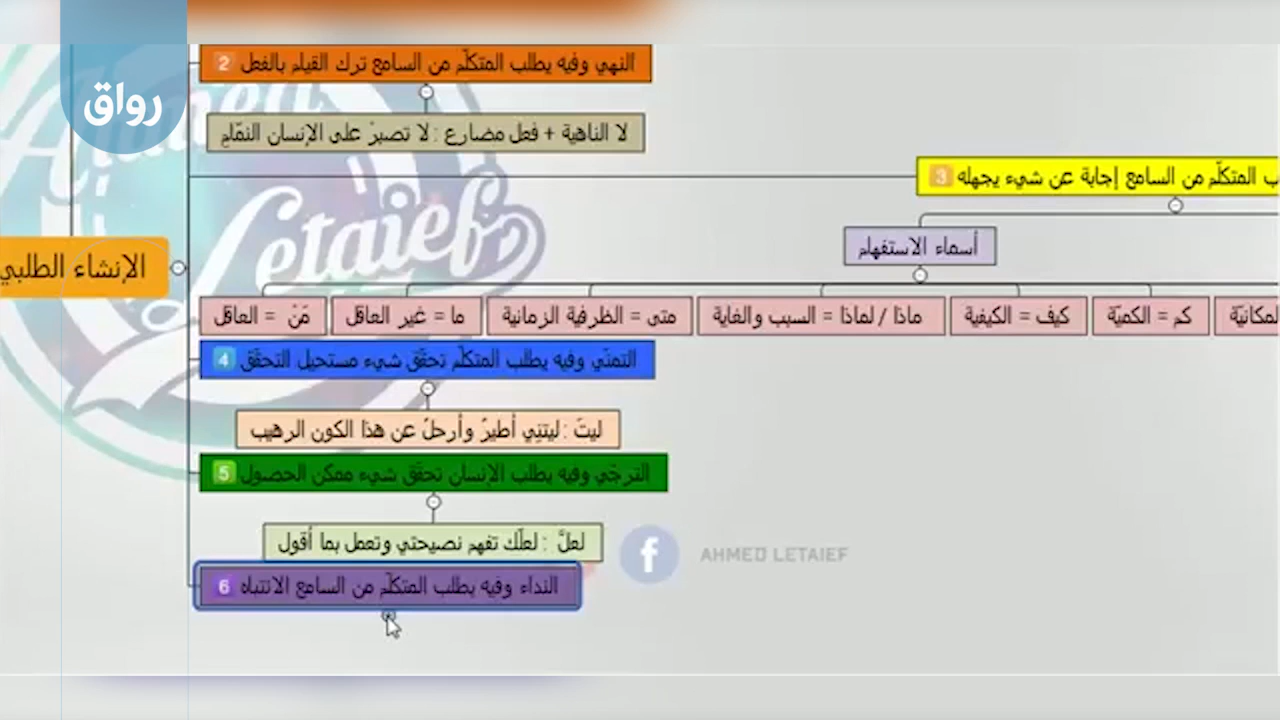 رواق
2 النهي وفيه يطلب المتكلّم من السامع ترك القيام بالفعل
لا الناهية + فعل مضارع : لا تصبرْ على الإنسان النمّام
3 المتكلّم من السامع إجابة عن شيء يجهله
أسماء الاستفهام
الإنشاء الطلبي
مَنْ = العاقل
ما = غير العاقل
متى = الظرفية الزمانية
ماذا / لماذا = السبب والغاية
كيف = الكيفية
كم = الكميّة
4 التمنّي وفيه يطلب المتكلّم تحقّق شيء مستحيل التحقّق
ليتَ : ليتني أطيرُ وأرحلُ عن هذا الكون الرهيب
5 الترجّي وفيه يطلب الإنسان تحقّق شيء ممكن الحصول
لعلَّ : لعلّك تفهم نصيحتي وتعمل بما أقول
6 النداء وفيه يطلب المتكلّم من السامع الانتباه
Letaief
f AHMED LETAIEF